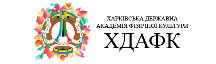 ХАРКІВСЬКА ДЕРЖАВНА
АКАДЕМІЯ ФІЗИЧНОЇ КУЛЬТУРИ
ХДАФК